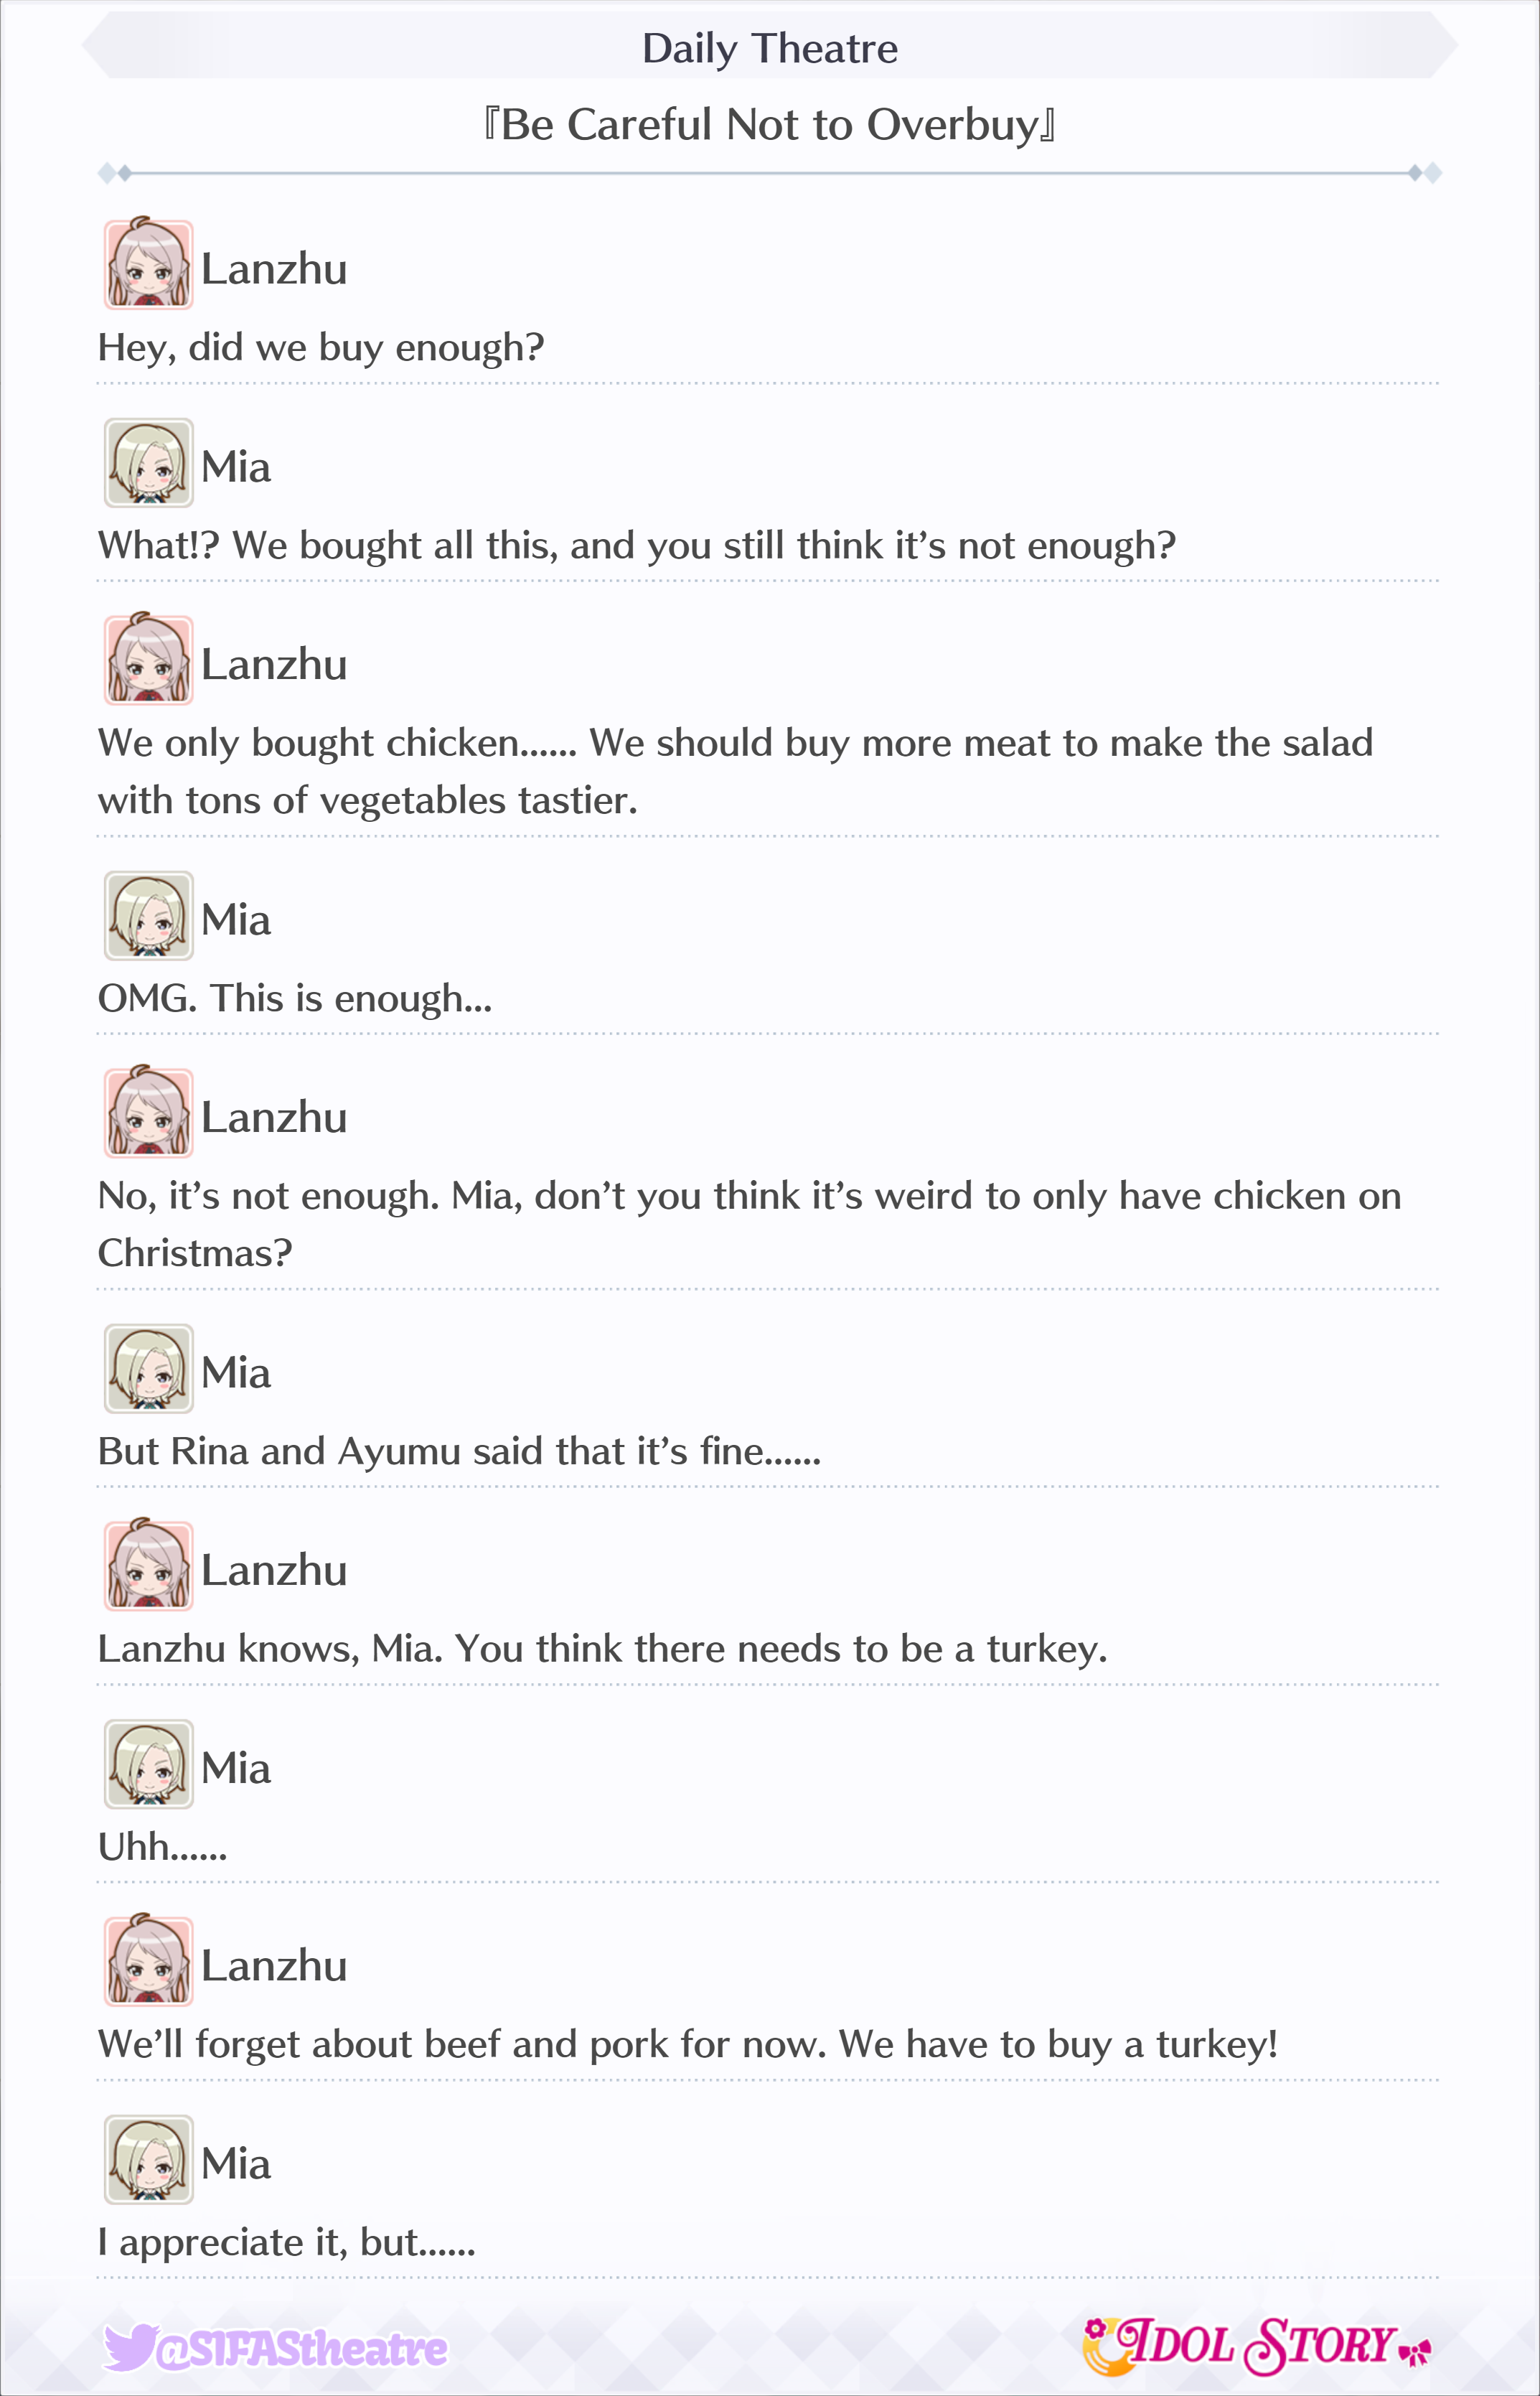 Daily Theatre
『Be Careful Not to Overbuy』
Lanzhu
Hey, did we buy enough?
Mia
What!? We bought all this, and you still think it’s not enough?
Lanzhu
We only bought chicken...... We should buy more meat to make the salad
with tons of vegetables tastier.
Mia
OMG. This is enough...
Lanzhu
No, it’s not enough. Mia, don’t you think it’s weird to only have chicken on
Christmas?
Mia
But Rina and Ayumu said that it’s fine......
Lanzhu
Lanzhu knows, Mia. You think there needs to be a turkey.
Mia
Uhh......
Lanzhu
We’ll forget about beef and pork for now. We have to buy a turkey!
Mia
I appreciate it, but......
@SIFAStheatre
IDOL STORY